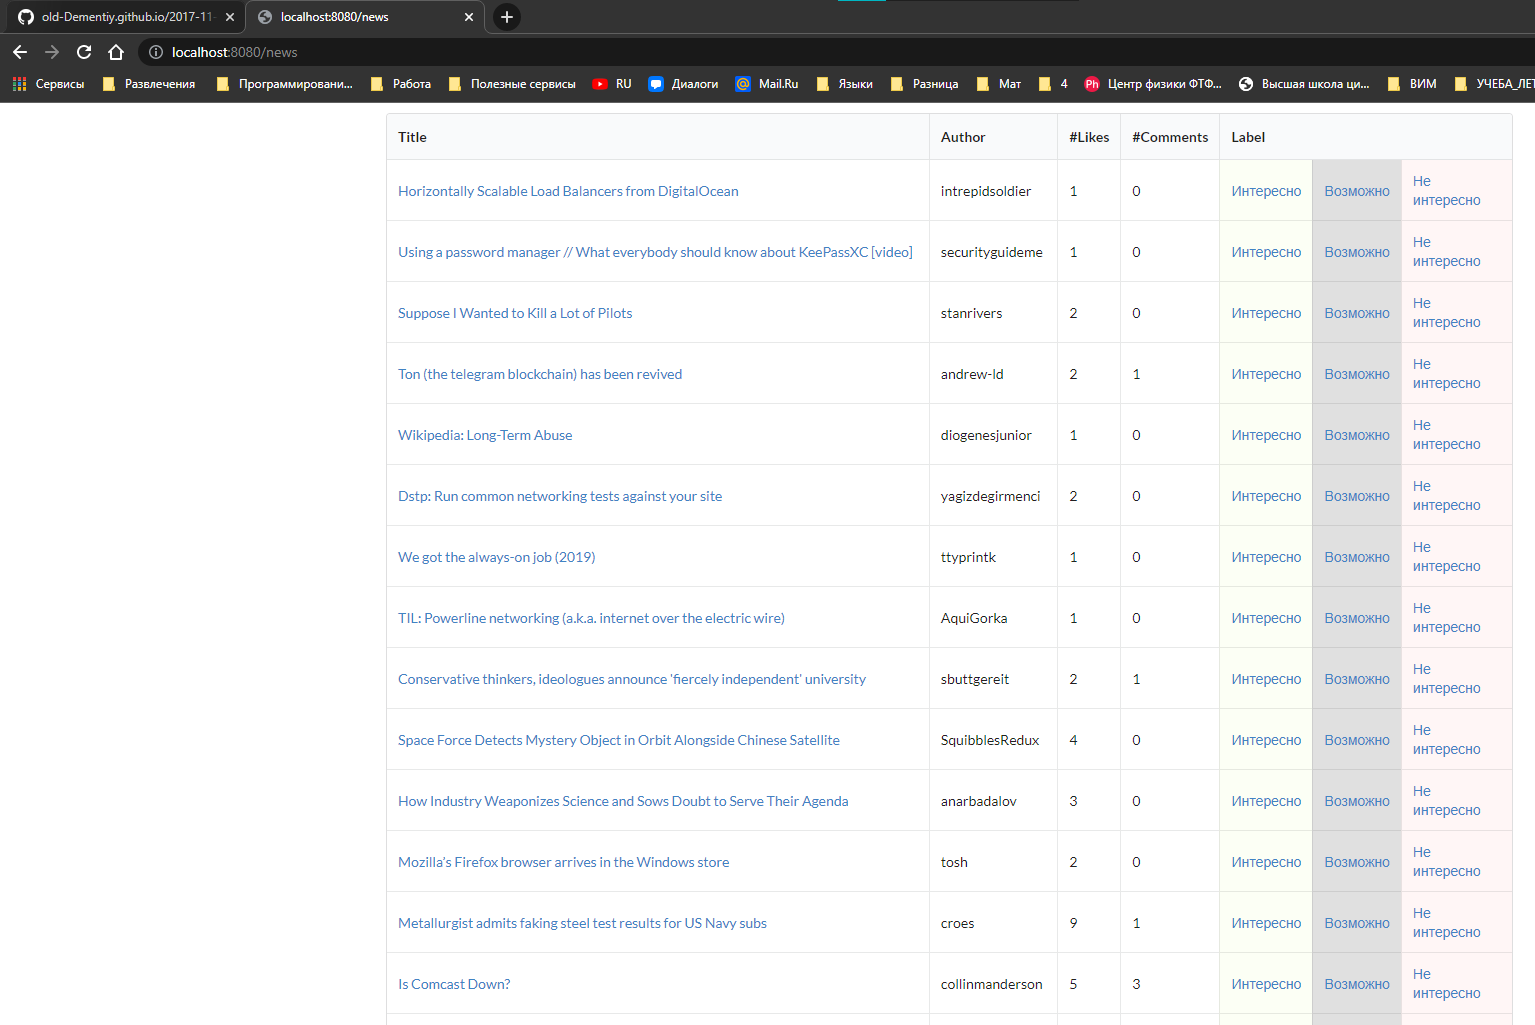 old-Dementiy.github.io/2017-11-
localhost:8080/news
localhost:8080/news
Сервисы Развлечения Программировани... Работа Полезные сервисы RU Диалоги Mail.Ru Языки Разница Мат 4 Ph Центр физики ФТФ... Высшая школа ци... ВИМ УЧЕБА_ЛЕТ
Title Author #Likes #Comments Label
Horizontally Scalable Load Balancers from DigitalOcean intrepidsoldier 1 0 Интересно Возможно Не интересно
Using a password manager // What everybody should know about KeePassXC [video] securityguideme 1 0 Интересно Возможно Не интересно
Suppose I Wanted to Kill a Lot of Pilots stanrivers 2 0 Интересно Возможно Не интересно
Ton (the telegram blockchain) has been revived andrew-ld 2 1 Интересно Возможно Не интересно
Wikipedia: Long-Term Abuse diogenesjunior 1 0 Интересно Возможно Не интересно
Dstp: Run common networking tests against your site yagizdegirmenci 2 0 Интересно Возможно Не интересно
We got the always-on job (2019) ttyprintk 1 0 Интересно Возможно Не интересно
TIL: Powerline networking (a.k.a. internet over the electric wire) AquiGorka 1 0 Интересно Возможно Не интересно
Conservative thinkers, ideologues announce 'fiercely independent' university sbuttgereit 2 1 Интересно Возможно Не интересно
Space Force Detects Mystery Object in Orbit Alongside Chinese Satellite SquibblesRedux 4 0 Интересно Возможно Не интересно
How Industry Weaponizes Science and Sows Doubt to Serve Their Agenda anarbadalov 3 0 Интересно Возможно Не интересно
Mozilla's Firefox browser arrives in the Windows store tosh 2 0 Интересно Возможно Не интересно
Metallurgist admits faking steel test results for US Navy subs croes 9 1 Интересно Возможно Не интересно
Is Comcast Down? collinmanderson 5 3 Интересно Возможно Не интересно